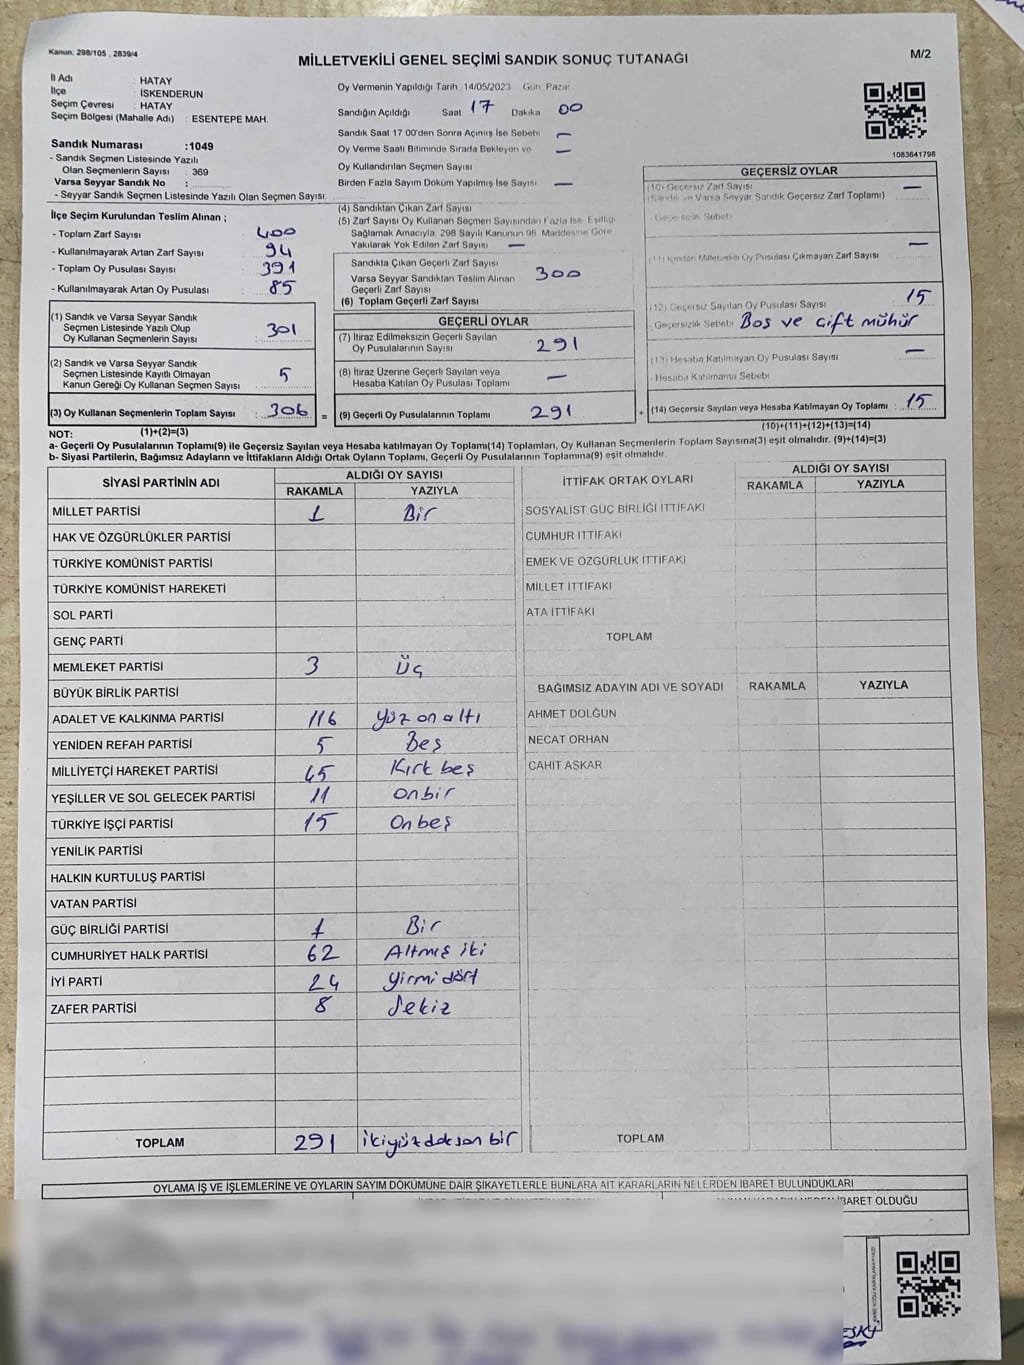 Kanun: 298/105 , 2839/4
MİLLETVEKİLİ GENEL SEÇİMİ SANDIK SONUÇ TUTANAĞI
M/2
İl Adı : HATAY
İlçe : İSKENDERUN
Seçim Çevresi : HATAY
Seçim Bölgesi (Mahalle Adı) : ESENTEPE MAH.
Sandık Numarası :1049
- Sandık Seçmen Listesinde Yazılı
Olan Seçmenlerin Sayısı : 369
Varsa Seyyar Sandık No :
- Seyyar Sandık Seçmen Listesinde Yazılı Olan Seçmen Sayısı
Oy Vermenin Yapıldığı Tarih 14/05/2023 Gün Pazar
Sandığın Açıldığı Saat 17 Dakika 00
Sandık Saat 17 00'den Sonra Açımış İse Sebebi —
Oy Verme Saati Bitiminde Sırada Bekleyen ve —
Oy Kullandırılan Seçmen Sayısı
Birden Fazla Sayım Döküm Yapılmış İse Sayısı —
1083641798
İlçe Seçim Kurulundan Teslim Alınan ;
- Toplam Zarf Sayısı : 400
- Kullanılmayarak Artan Zarf Sayısı : 94
- Toplam Oy Pusulası Sayısı : 391
- Kullanılmayarak Artan Oy Pusulası : 85
(1) Sandık ve Varsa Seyyar Sandık
Seçmen Listesinde Yazılı Olup
Oy Kullanan Seçmenlerin Sayısı : 301
(2) Sandık ve Varsa Seyyar Sandık
Seçmen Listesinde Kayıtlı Olmayan
Kanun Gereği Oy Kullanan Seçmen Sayısı : 5
(3) Oy Kullanan Seçmenlerin Toplam Sayısı : 306
(1)+(2)=(3)
(4) Sandıktan Çıkan Zarf Sayısı
(5) Zarf Sayısı Oy Kullanan Seçmen Sayısından Fazla İse, Eşitliği
Sağlamak Amacıyla, 298 Sayılı Kanunun 98. Maddesine Göre
Yakılarak Yok Edilen Zarf Sayısı —
Sandıkta Çıkan Geçerli Zarf Sayısı
Varsa Seyyar Sandıktan Teslim Alınan 300
Geçerli Zarf Sayısı
(6) Toplam Geçerli Zarf Sayısı
GEÇERLİ OYLAR
(7) İtiraz Edilmeksizin Geçerli Sayılan
Oy Pusulalarının Sayısı 291
(8) İtiraz Üzerine Geçerli Sayılan veya
Hesaba Katılan Oy Pusulası Toplamı —
= (9) Geçerli Oy Pusulalarının Toplamı 291
GEÇERSİZ OYLAR
(10) Geçersiz Zarf Sayısı —
(Sandık ve Varsa Seyyar Sandık Geçersiz Zarf Toplamı)
- Geçersizlik Sebebi
(11) İçinden Milletvekili Oy Pusulası Çıkmayan Zarf Sayısı —
(12) Geçersiz Sayılan Oy Pusulası Sayısı 15
- Geçersizlik Sebebi Boş ve çift mühür
(13) Hesaba Katılmayan Oy Pusulası Sayısı —
- Hesaba Katılmama Sebebi
+ (14) Geçersiz Sayılan veya Hesaba Katılmayan Oy Toplamı : 15
(10)+(11)+(12)+(13)=(14)
NOT:
a- Geçerli Oy Pusulalarının Toplamı(9) ile Geçersiz Sayılan veya Hesaba katılmayan Oy Toplamı(14) Toplamları, Oy Kullanan Seçmenlerin Toplam Sayısına(3) eşit olmalıdır. (9)+(14)=(3)
b- Siyasi Partilerin, Bağımsız Adayların ve İttifakların Aldığı Ortak Oyların Toplamı, Geçerli Oy Pusulalarının Toplamına(9) eşit olmalıdır.
SİYASİ PARTİNİN ADI ALDIĞI OY SAYISI
RAKAMLA YAZIYLA
MİLLET PARTİSİ 1 Bir
HAK VE ÖZGÜRLÜKLER PARTİSİ
TÜRKİYE KOMÜNİST PARTİSİ
TÜRKİYE KOMÜNİST HAREKETİ
SOL PARTİ
GENÇ PARTİ
MEMLEKET PARTİSİ 3 Üç
BÜYÜK BİRLİK PARTİSİ
ADALET VE KALKINMA PARTİSİ 116 Yüz on altı
YENİDEN REFAH PARTİSİ 5 Beş
MİLLİYETÇİ HAREKET PARTİSİ 45 Kırk beş
YEŞİLLER VE SOL GELECEK PARTİSİ 11 Onbir
TÜRKİYE İŞÇİ PARTİSİ 15 Onbeş
YENİLİK PARTİSİ
HALKIN KURTULUŞ PARTİSİ
VATAN PARTİSİ
GÜÇ BİRLİĞİ PARTİSİ 1 Bir
CUMHURİYET HALK PARTİSİ 62 Altmış iki
İYİ PARTİ 24 Yirmi dört
ZAFER PARTİSİ 8 Sekiz
TOPLAM 291 ikiyüzdoksan bir
İTTİFAK ORTAK OYLARI ALDIĞI OY SAYISI
RAKAMLA YAZIYLA
SOSYALİST GÜÇ BİRLİĞİ İTTİFAKI
CUMHUR İTTİFAKI
EMEK VE ÖZGÜRLÜK İTTİFAKI
MİLLET İTTİFAKI
ATA İTTİFAKI
TOPLAM
BAĞIMSIZ ADAYIN ADI VE SOYADI RAKAMLA YAZIYLA
AHMET DOLĞUN
NECAT ORHAN
CAHİT AŞKAR
TOPLAM
OYLAMA İŞ VE İŞLEMLERİNE VE OYLARIN SAYIM DÖKÜMÜNE DAİR ŞİKAYETLERLE BUNLARA AİT KARARLARIN NELERDEN İBARET BULUNDUKLARI
İBARET OLDUĞU